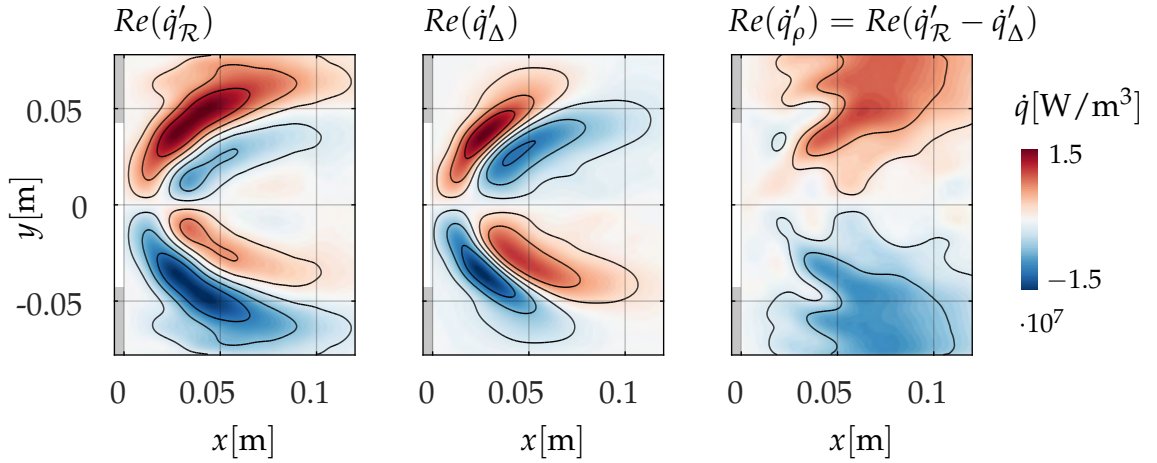 Re(q̇′_ℛ)
Re(q̇′_Δ)
Re(q̇′_ρ) = Re(q̇′_ℛ − q̇′_Δ)
y[m]
0.05
0
-0.05
0 0.05 0.1
x[m]
0 0.05 0.1
x[m]
0 0.05 0.1
x[m]
q̇[W/m³]
1.5
−1.5
·10⁷